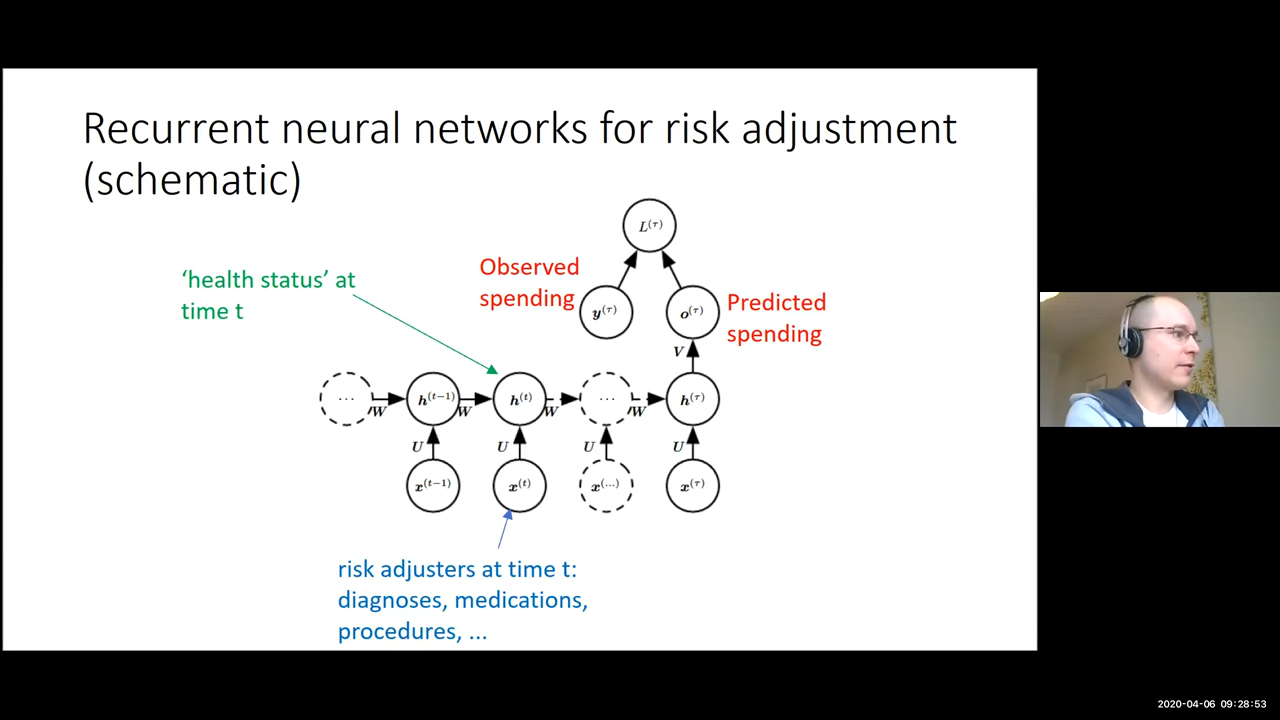 Recurrent neural networks for risk adjustment
(schematic)
L^(τ)
'health status' at
time t
Observed
spending
y^(τ)
o^(τ)
Predicted
spending
V
...
W
h^(t−1)
W
h^(t)
W
...
W
h^(τ)
U
U
U
U
x^(t−1)
x^(t)
x^(...)
x^(τ)
risk adjusters at time t:
diagnoses, medications,
procedures, ...
2020-04-06 09:28:53